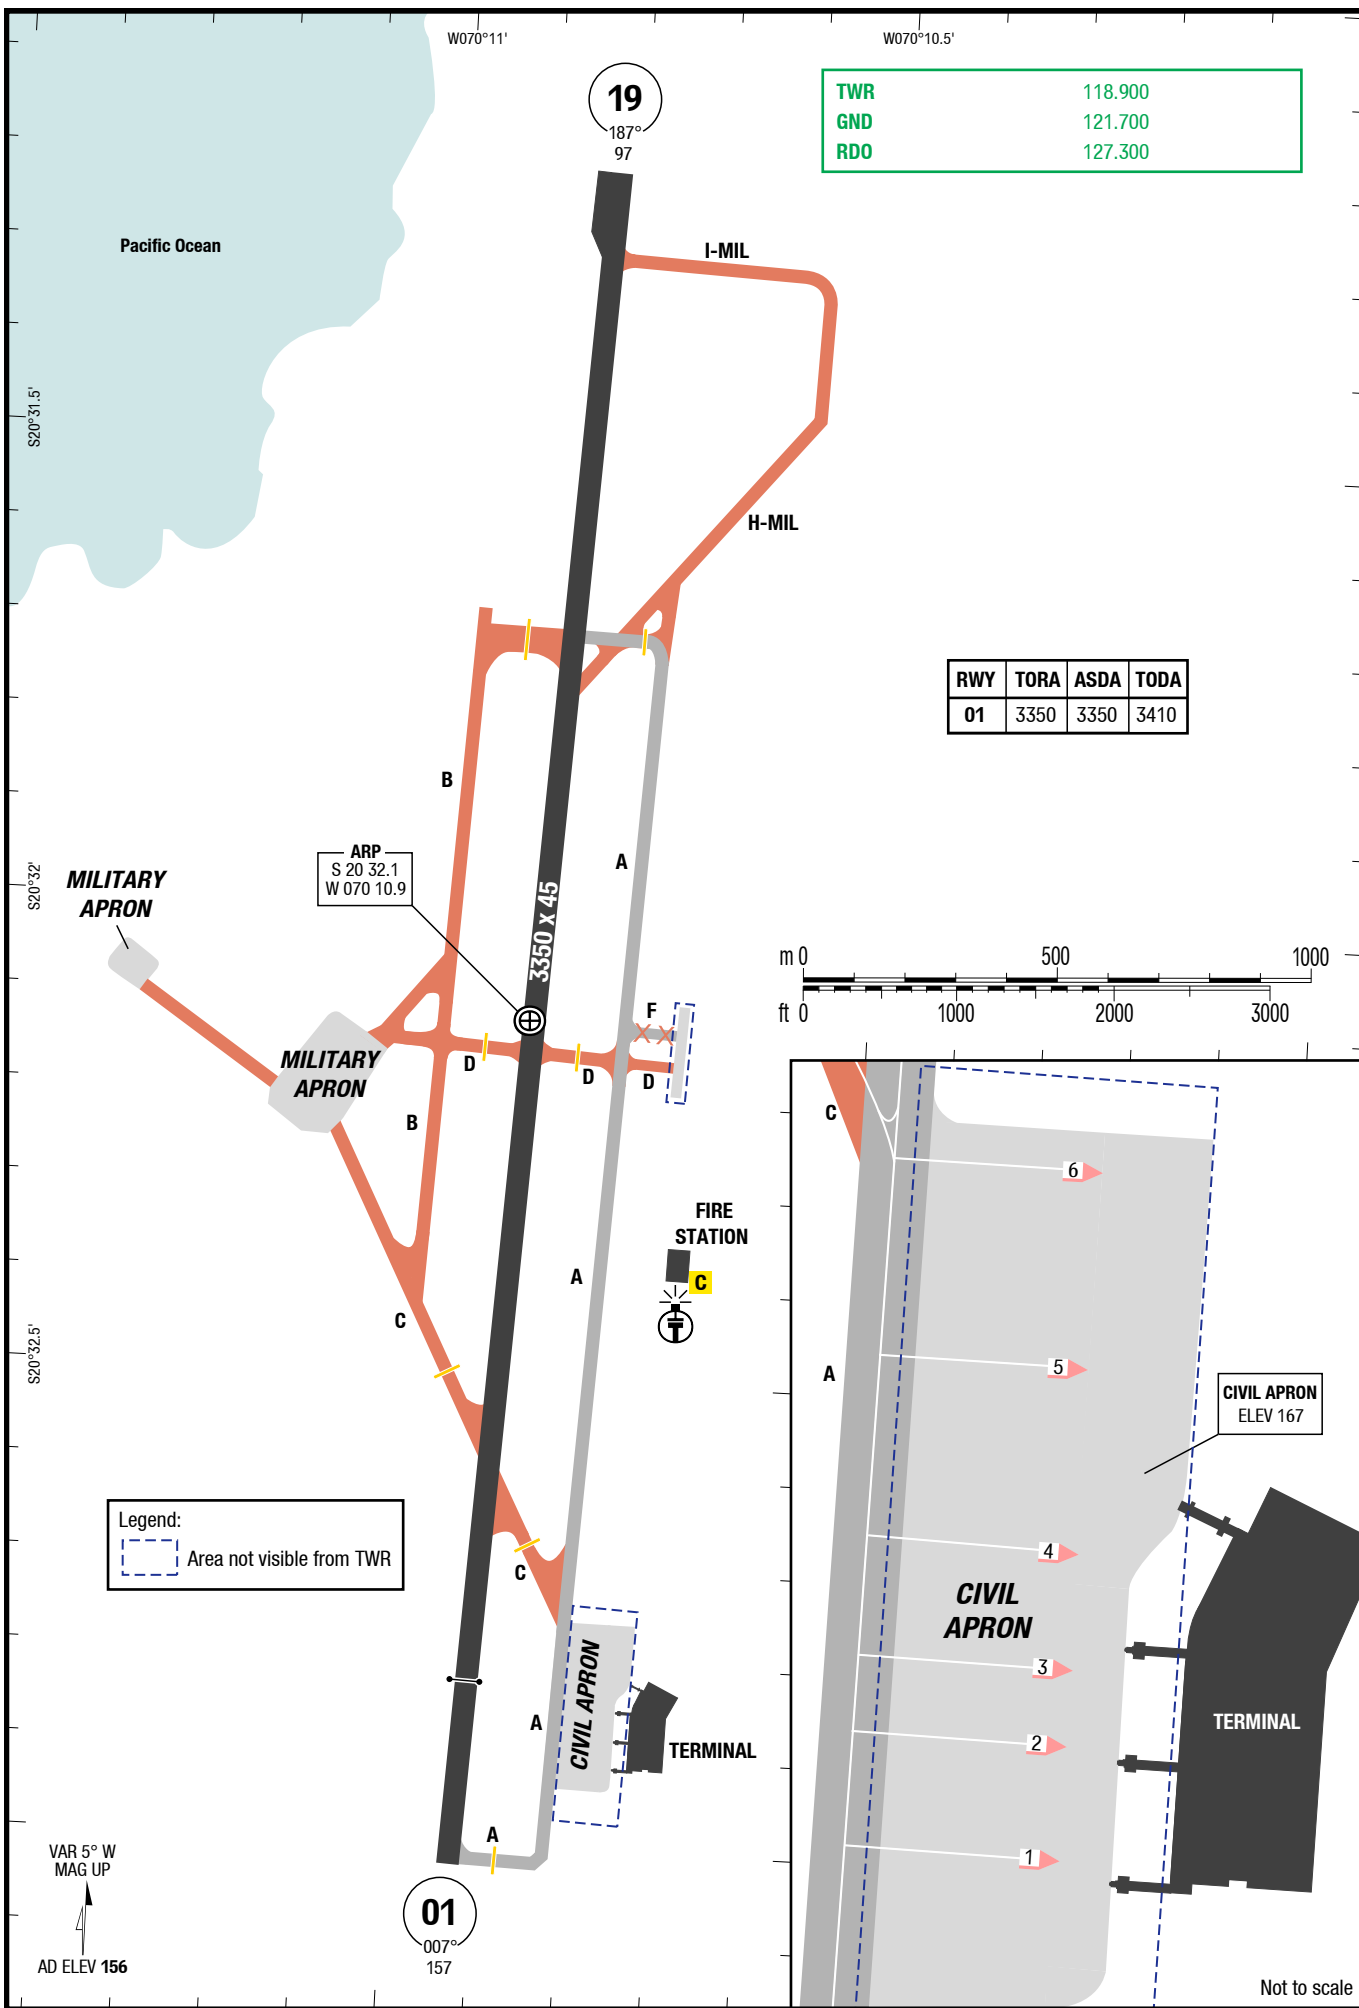 W070°11'
W070°10.5'
19
187°
97
TWR 118.900
GND 121.700
RDO 127.300
Pacific Ocean
I-MIL
S20°31.5'
H-MIL
RWY TORA ASDA TODA
01 3350 3350 3410
B
A
ARP
S 20 32.1
W 070 10.9
S20°32'
MILITARY
APRON
3350 x 45
m 0 500 1000
ft 0 1000 2000 3000
F
MILITARY
APRON
D
D
D
B
C
6
FIRE
STATION
C
A
C
S20°32.5'
A
5
CIVIL APRON
ELEV 167
Legend:
Area not visible from TWR
C
4
CIVIL
APRON
3
2
1
TERMINAL
CIVIL APRON
A
TERMINAL
A
VAR 5° W
MAG UP
AD ELEV 156
01
007°
157
Not to scale